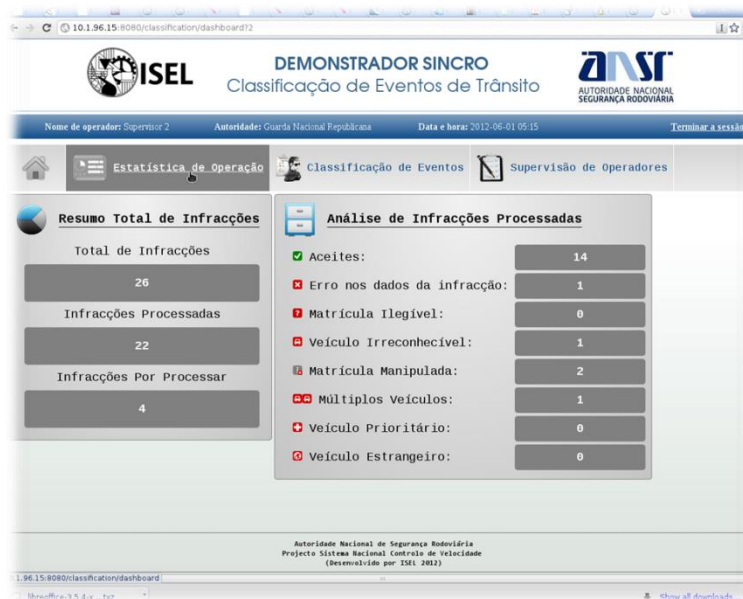 10.1.96.15:8080/classification/dashboard?2
ISEL
DEMONSTRADOR SINCRO
Classificação de Eventos de Trânsito
ansr
AUTORIDADE NACIONAL
SEGURANÇA RODOVIÁRIA
Nome de operador: Supervisor 2 Autoridade: Guarda Nacional Republicana Data e hora: 2012-06-01 05:15 Terminar a sessão
Estatística de Operação Classificação de Eventos Supervisão de Operadores
Resumo Total de Infracções
Total de Infracções
26
Infracções Processadas
22
Infracções Por Processar
4
Análise de Infracções Processadas
Aceites: 14
Erro nos dados da infracção: 1
Matrícula Ilegível: 0
Veículo Irreconhecível: 1
Matrícula Manipulada: 2
Múltiplos Veículos: 1
Veículo Prioritário: 0
Veículo Estrangeiro: 0
Autoridade Nacional de Segurança Rodoviária
Projecto Sistema Nacional Controlo de Velocidade
(Desenvolvido por ISEL 2012)
1.96.15:8080/classification/dashboard
Show all downloads